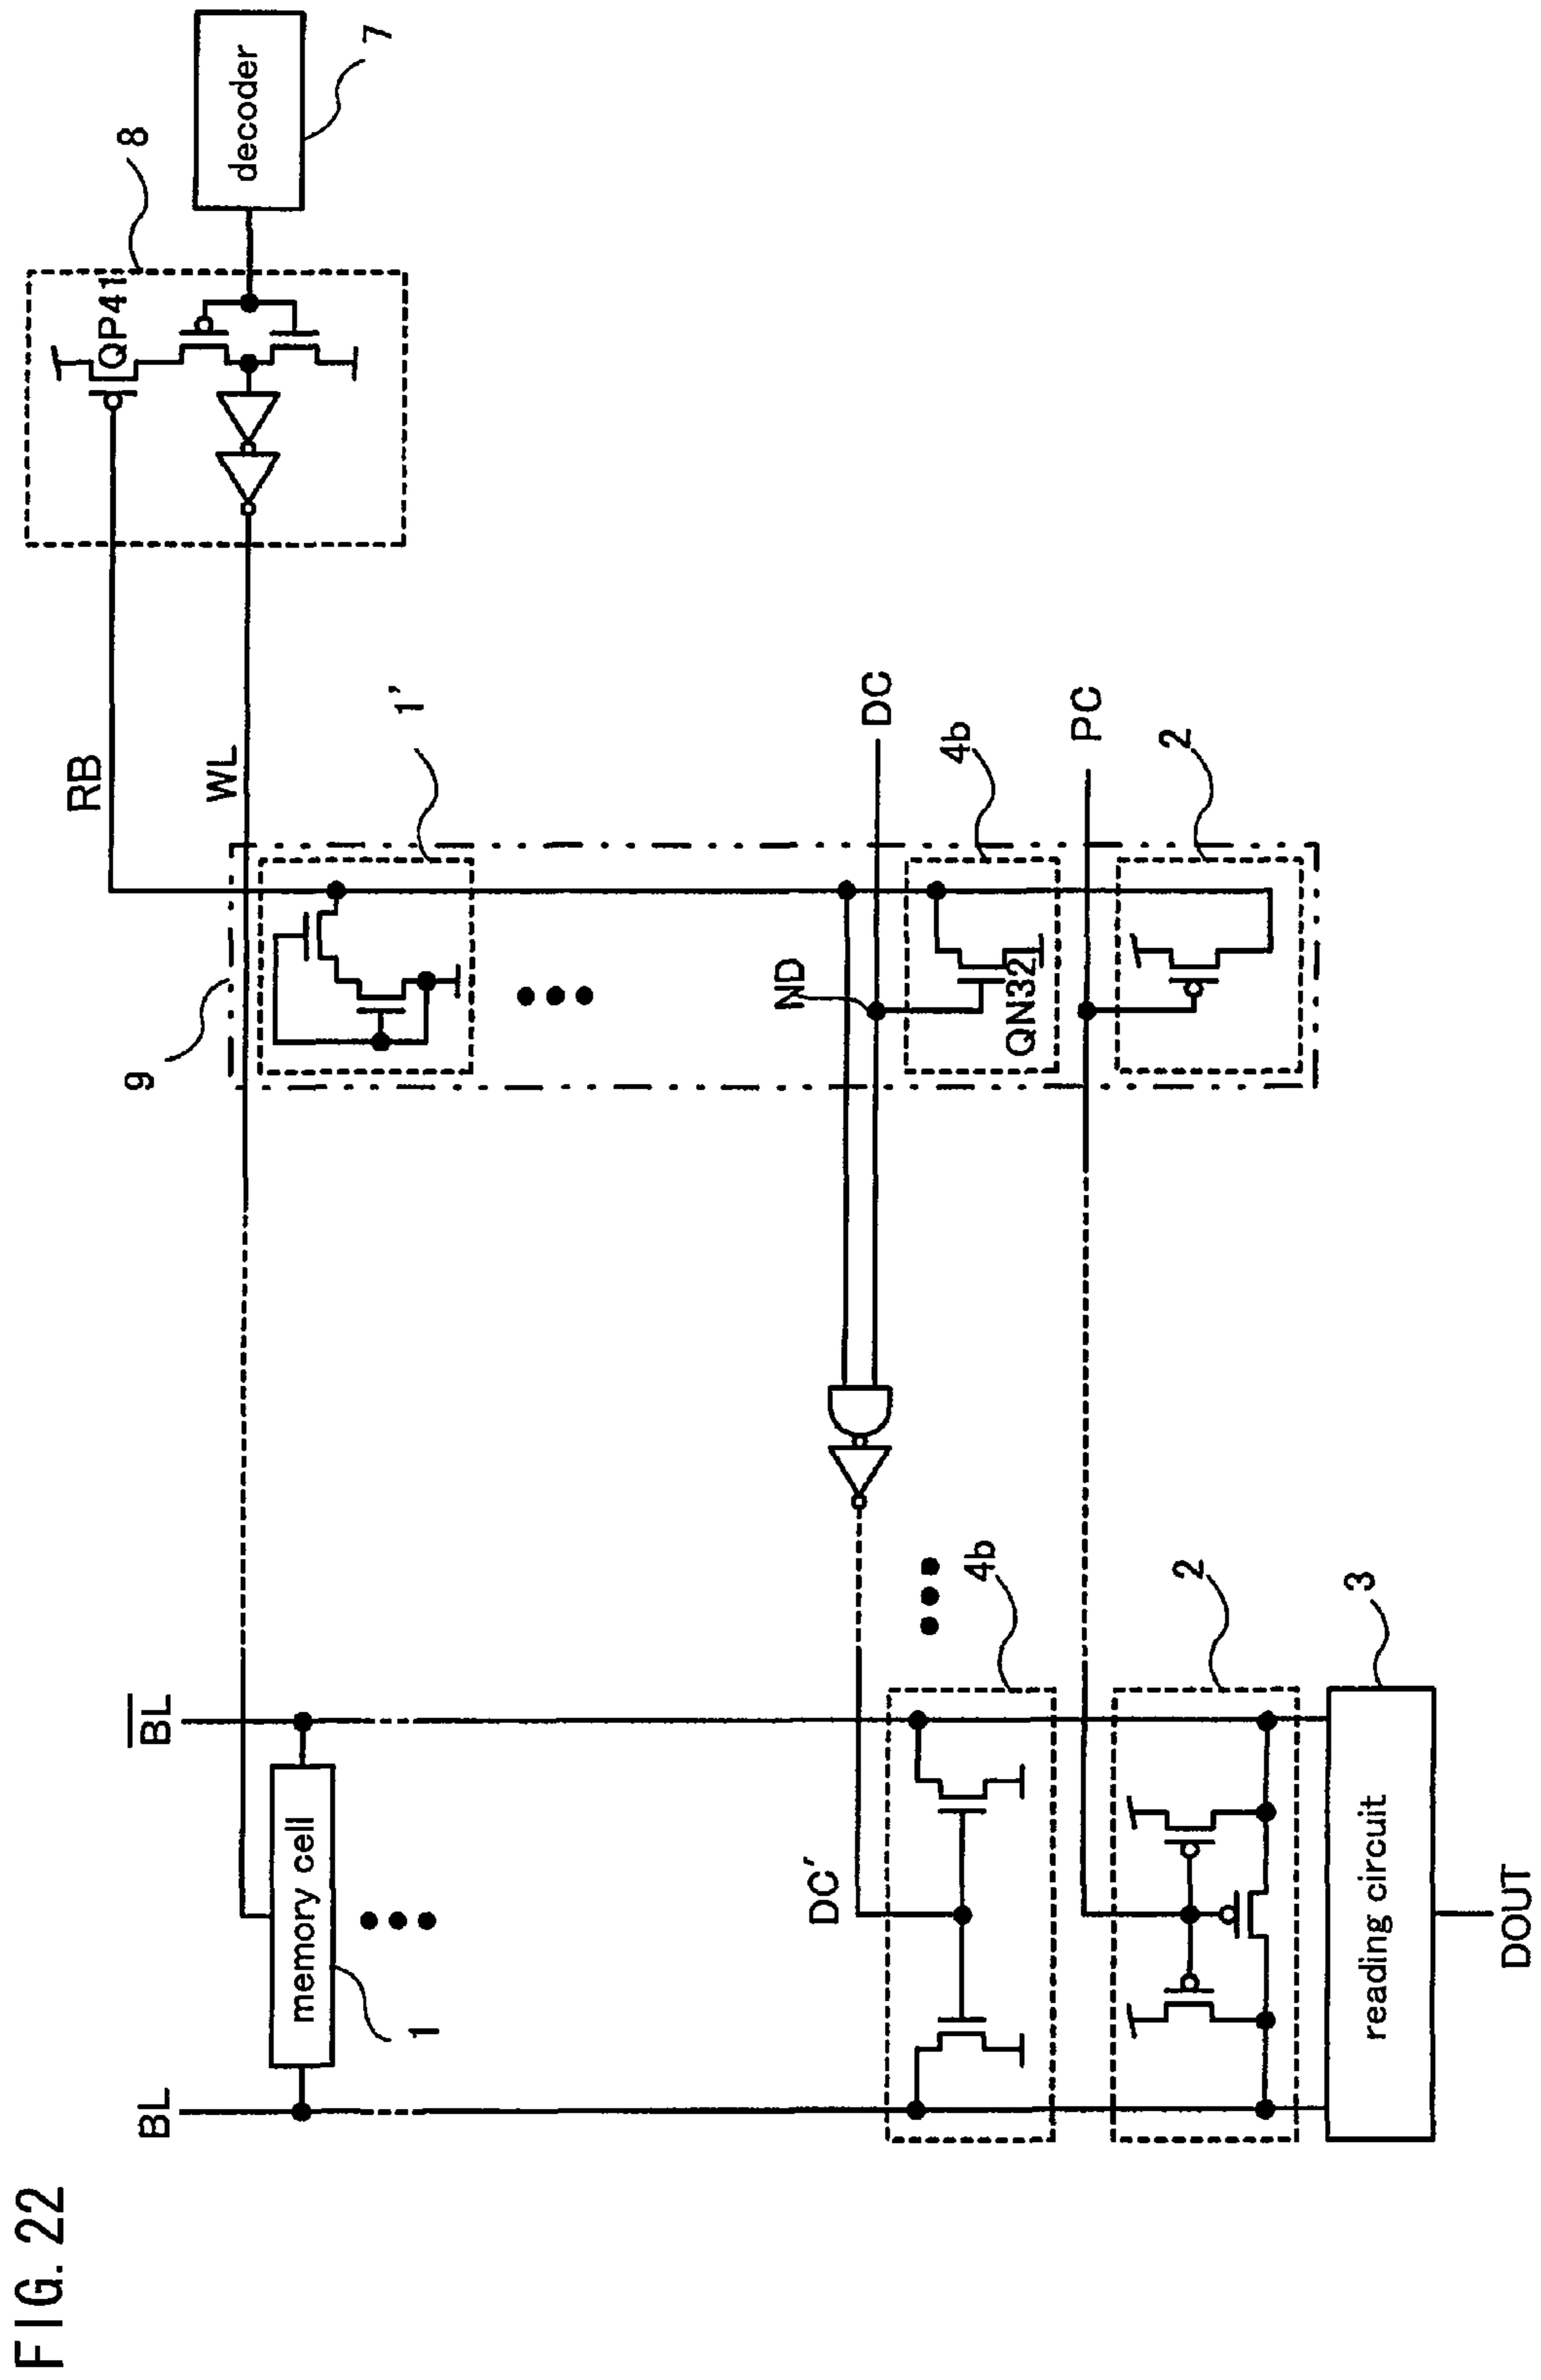 FIG. 22
BL
B̅L̅
memory cell
1
DC'
4b
2
reading circuit
3
DOUT
9
ND
QN32
RB
WL
1'
DC
4b
PC
2
8
QP41
decoder
7